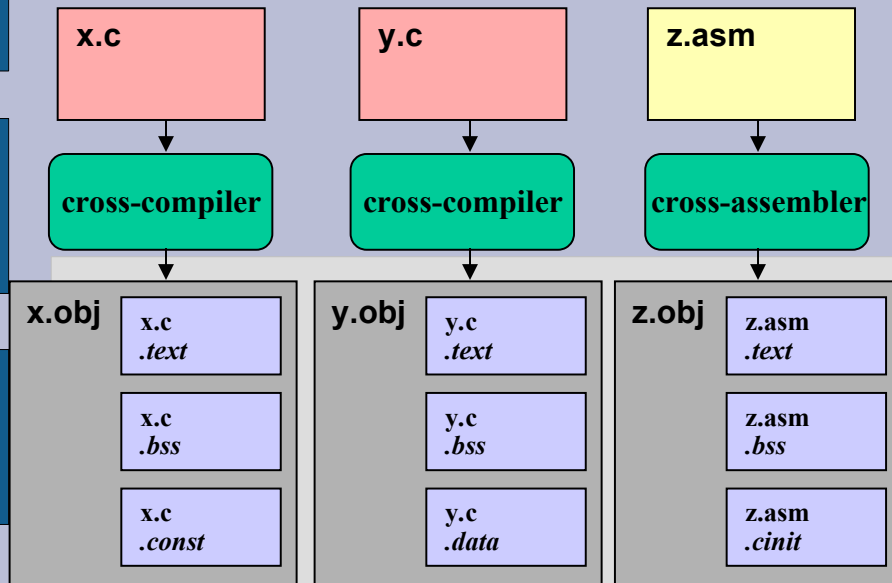 x.c
y.c
z.asm
cross-compiler
cross-compiler
cross-assembler
x.obj
x.c
.text
x.c
.bss
x.c
.const
y.obj
y.c
.text
y.c
.bss
y.c
.data
z.obj
z.asm
.text
z.asm
.bss
z.asm
.cinit